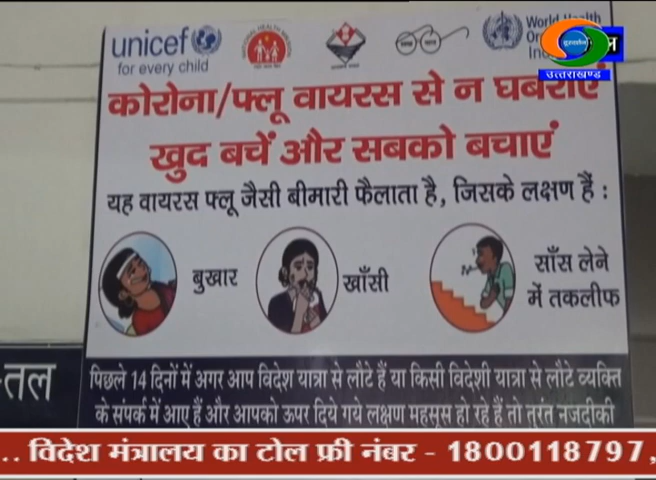 unicef
for every child
World Health
कोरोना/फ्लू वायरस से न घबराएं
खुद बचें और सबको बचाएं
यह वायरस फ्लू जैसी बीमारी फैलाता है, जिसके लक्षण हैं :
बुखार
खाँसी
साँस लेने
में तकलीफ
पिछले 14 दिनों में अगर आप विदेश यात्रा से लौटे हैं या किसी विदेशी यात्रा से लौटे व्यक्ति
के संपर्क में आए हैं और आपको ऊपर दिये गये लक्षण महसूस हो रहे हैं तो तुरंत नजदीकी
-तल
उत्तराखण्ड
.. विदेश मंत्रालय का टोल फ्री नंबर - 1800118797,